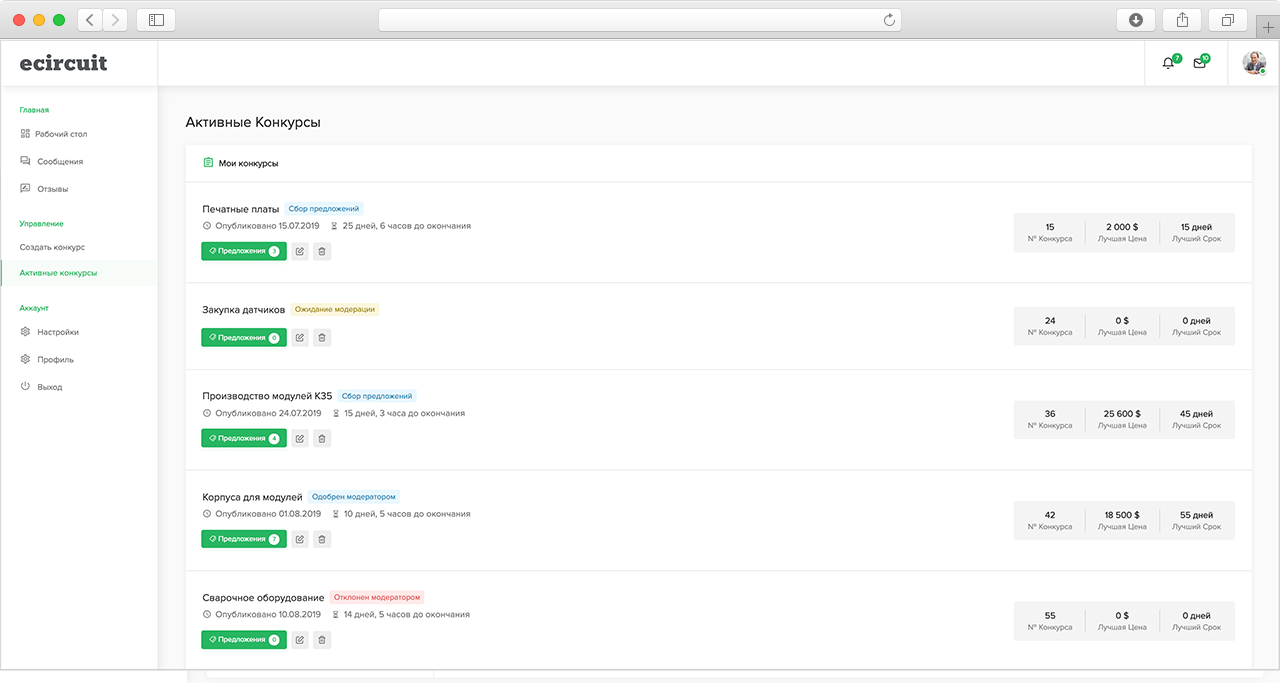 ecircuit
7
10
Главная
Рабочий стол
Сообщения
Отзывы
Управление
Создать конкурс
Активные конкурсы
Аккаунт
Настройки
Профиль
Выход
Активные Конкурсы
Мои конкурсы
Печатные платы Сбор предложений
Опубликовано 15.07.2019 25 дней, 6 часов до окончания
Предложения 3
15 2 000 $ 15 дней
№ Конкурса Лучшая Цена Лучший Срок
Закупка датчиков Ожидание модерации
Предложения 0
24 0 $ 0 дней
№ Конкурса Лучшая Цена Лучший Срок
Производство модулей К35 Сбор предложений
Опубликовано 24.07.2019 15 дней, 3 часа до окончания
Предложения 4
36 25 600 $ 45 дней
№ Конкурса Лучшая Цена Лучший Срок
Корпуса для модулей Одобрен модератором
Опубликовано 01.08.2019 10 дней, 5 часов до окончания
Предложения 7
42 18 500 $ 55 дней
№ Конкурса Лучшая Цена Лучший Срок
Сварочное оборудование Отклонен модератором
Опубликовано 10.08.2019 14 дней, 5 часов до окончания
Предложения 0
55 0 $ 0 дней
№ Конкурса Лучшая Цена Лучший Срок